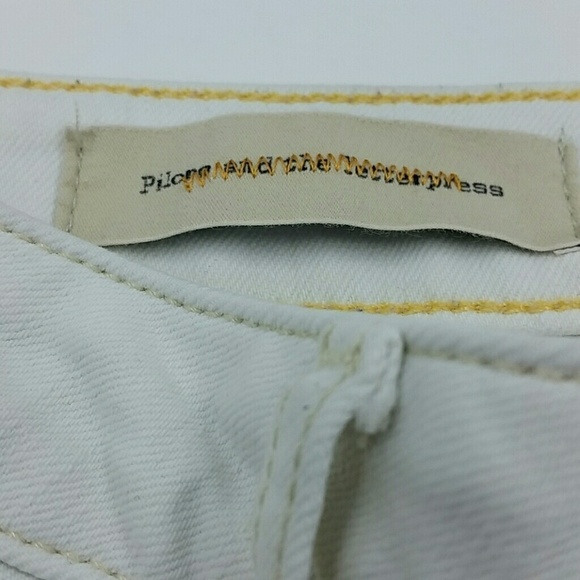 Pilcro and the Letterpress